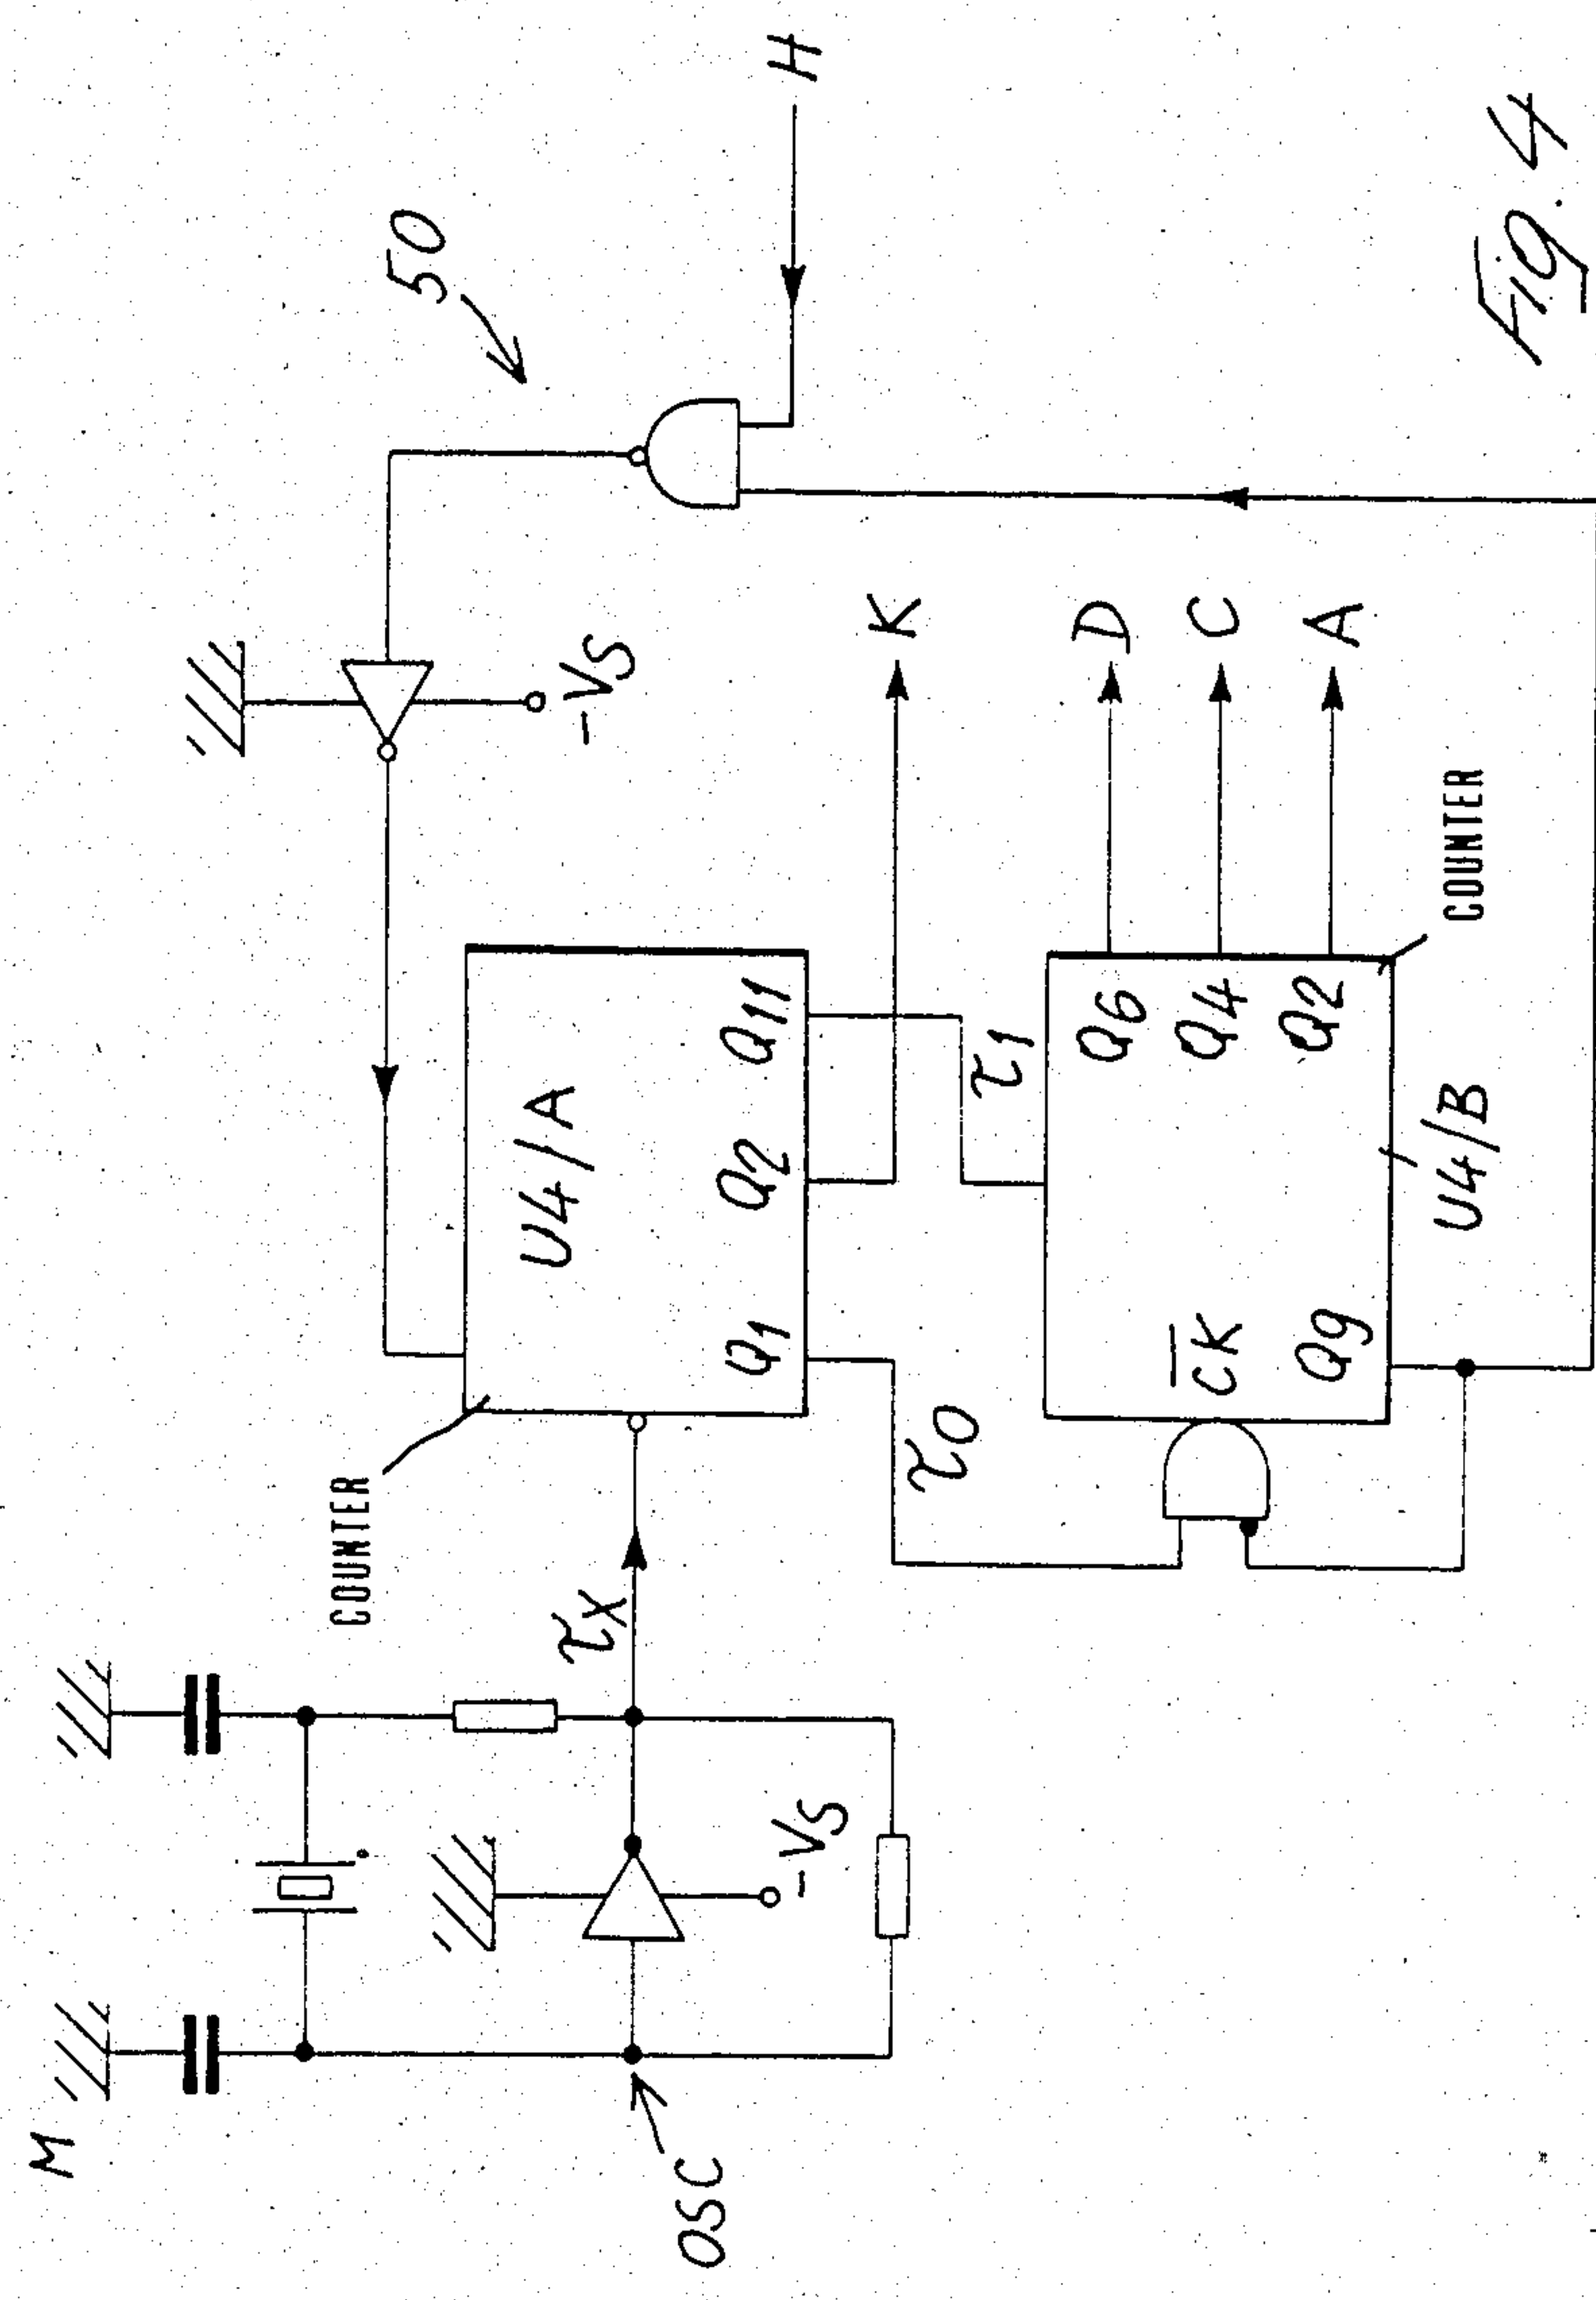 M
OSC
-Vs
τx
COUNTER
U4/A
Q1
Q2
Q11
-Vs
50
H
K
τ0
τ1
C̅K̅
Q9
Q6
Q4
Q2
D
C
A
U4/B
COUNTER
Fig. 4